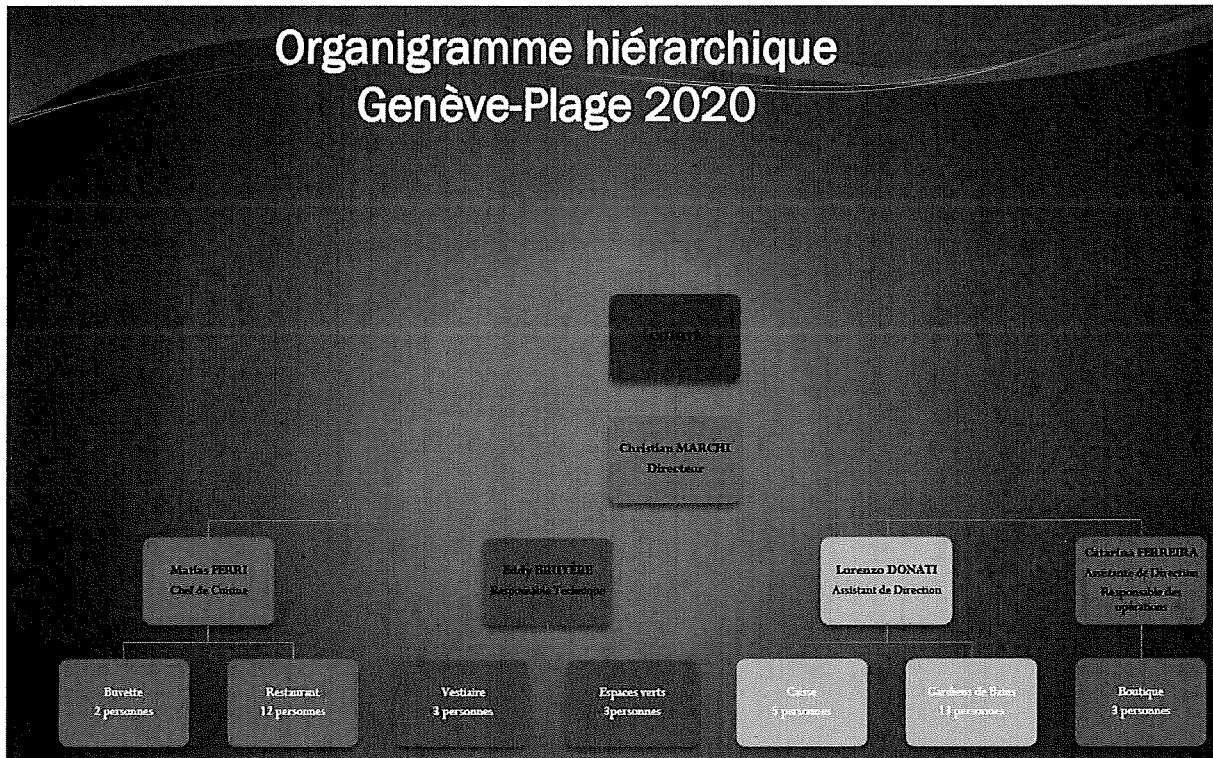 Organigramme hiérarchique
Genève-Plage 2020
COMITÉ
Christian MARCHI
Directeur
Matias FERRI
Chef de Cuisine
Eddy BRUYÈRE
Responsable Technique
Lorenzo DONATI
Assistant de Direction
Catarina FERREIRA
Assistante de Direction
Responsable des
opérations
Buvette
2 personnes
Restaurant
12 personnes
Vestiaire
3 personnes
Espaces verts
3personnes
Caisse
5 personnes
Gardiens de Bains
13 personnes
Boutique
3 personnes